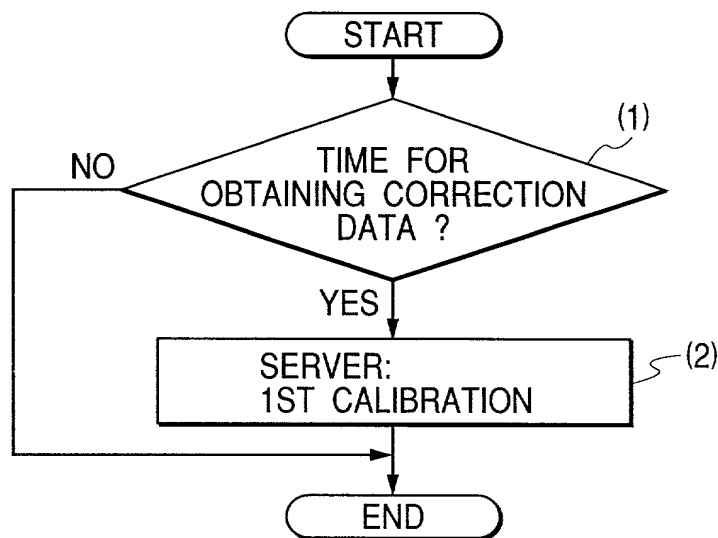 START
(1)
NO
TIME FOR
OBTAINING CORRECTION
DATA ?
YES
SERVER:
1ST CALIBRATION
(2)
END